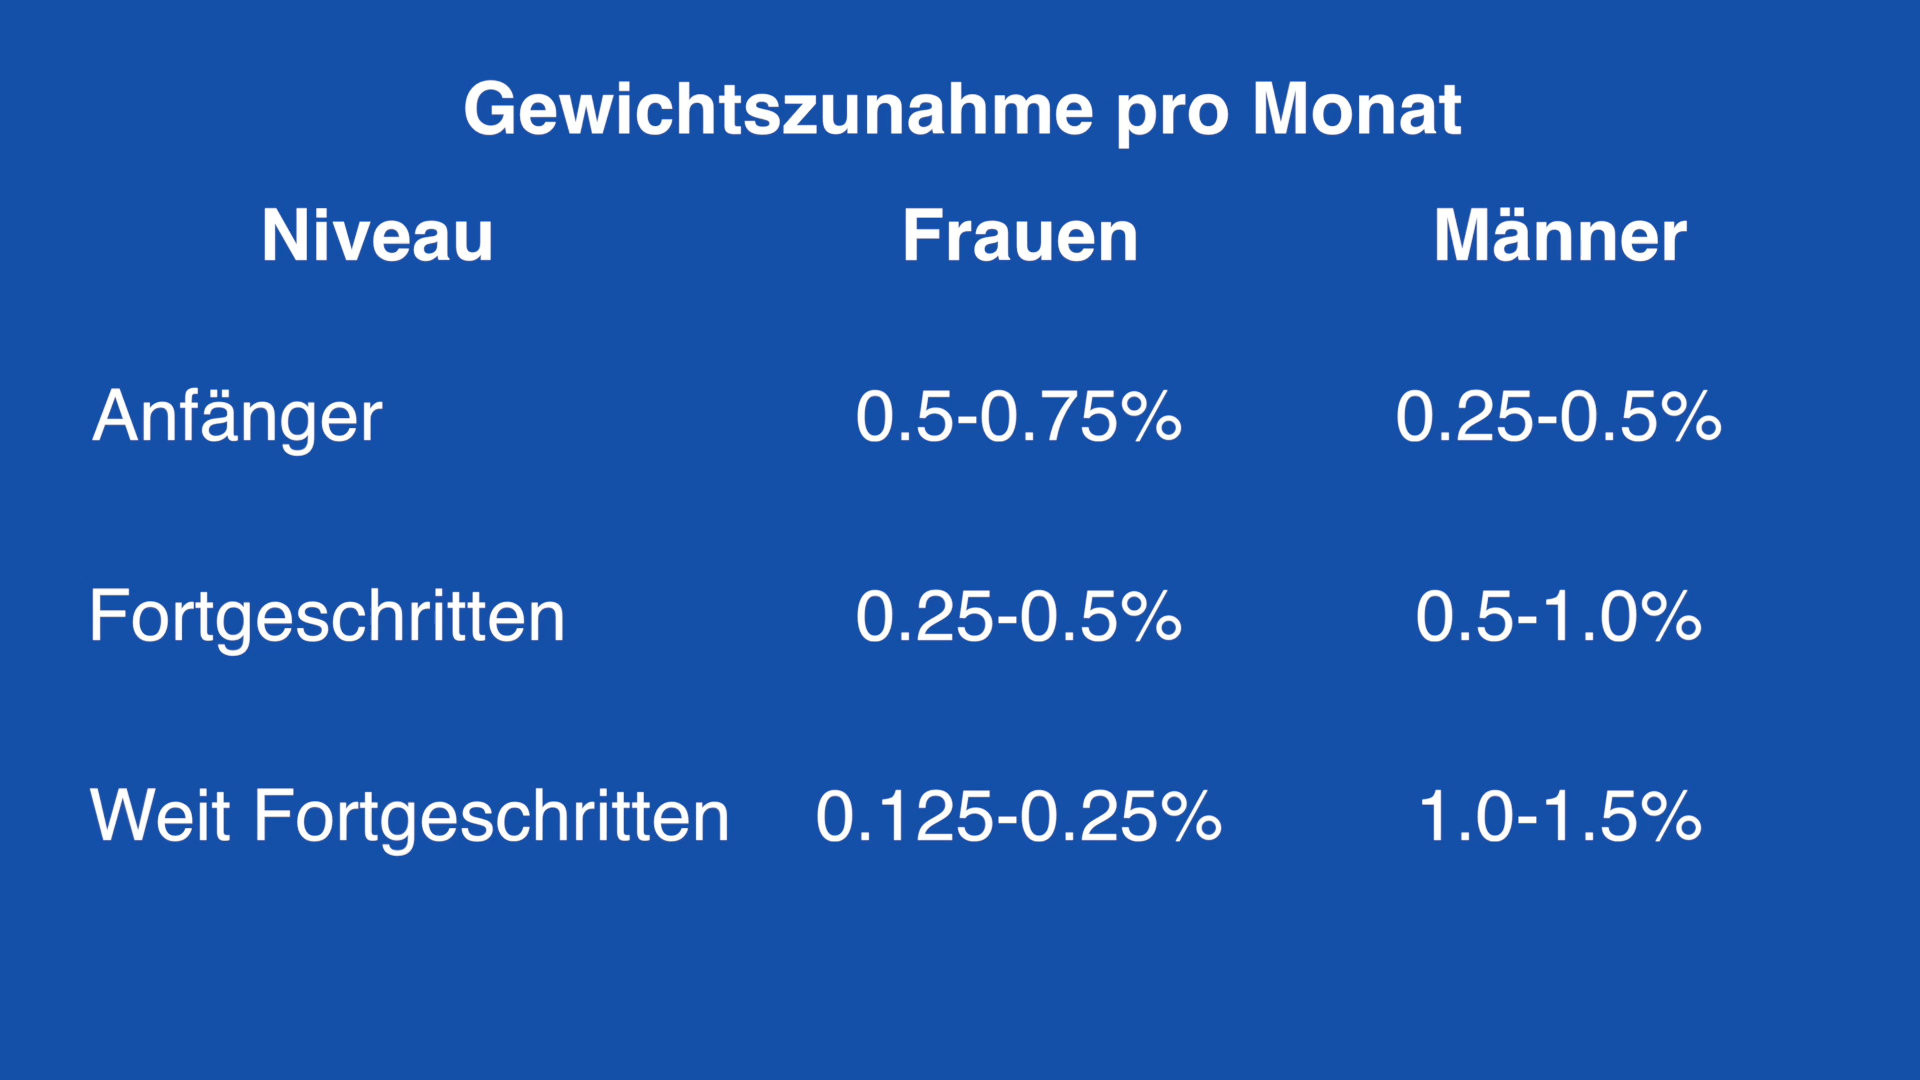 Gewichtszunahme pro Monat
Niveau Frauen Männer
Anfänger 0.5-0.75% 0.25-0.5%
Fortgeschritten 0.25-0.5% 0.5-1.0%
Weit Fortgeschritten 0.125-0.25% 1.0-1.5%